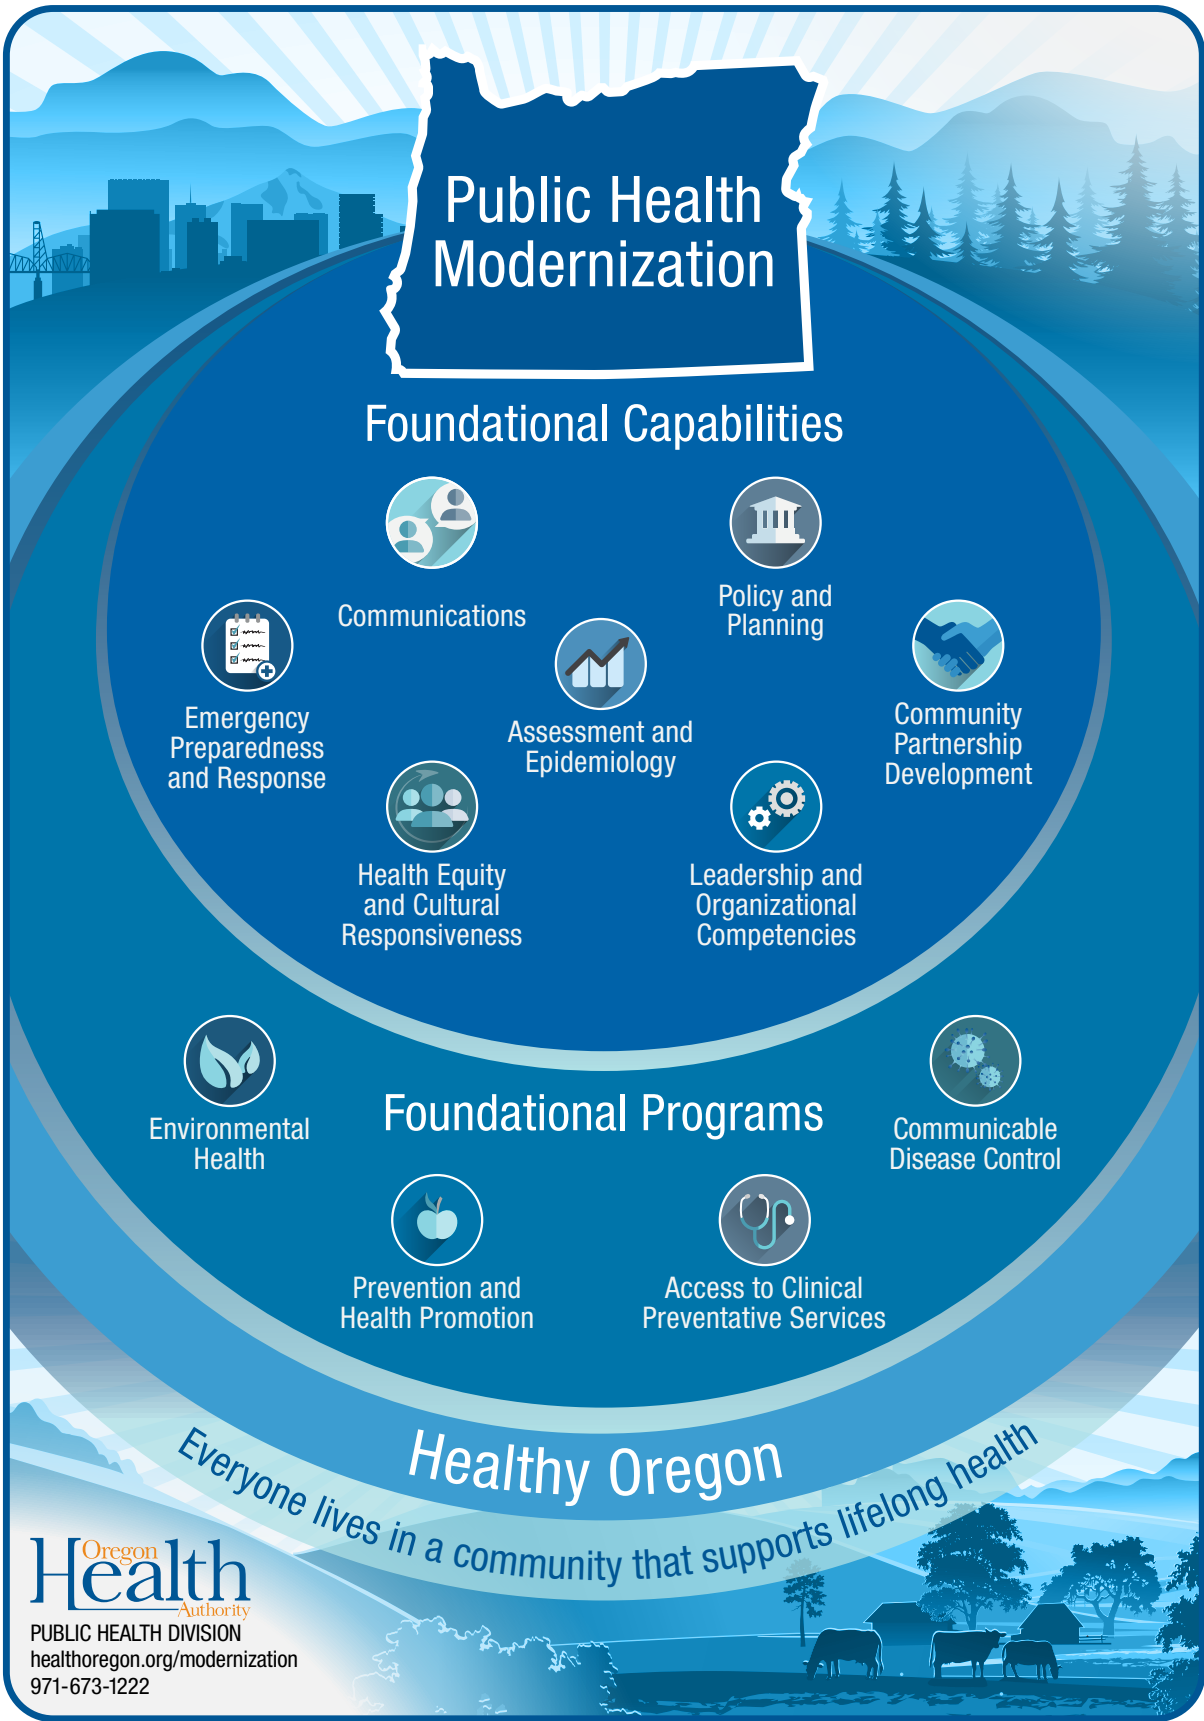 Public Health
Modernization
Foundational Capabilities
Communications
Policy and
Planning
Emergency
Preparedness
and Response
Assessment and
Epidemiology
Community
Partnership
Development
Health Equity
and Cultural
Responsiveness
Leadership and
Organizational
Competencies
Environmental
Health
Foundational Programs
Communicable
Disease Control
Prevention and
Health Promotion
Access to Clinical
Preventative Services
Healthy Oregon
Everyone lives in a community that supports lifelong health
Oregon
Health
Authority
PUBLIC HEALTH DIVISION
healthoregon.org/modernization
971-673-1222